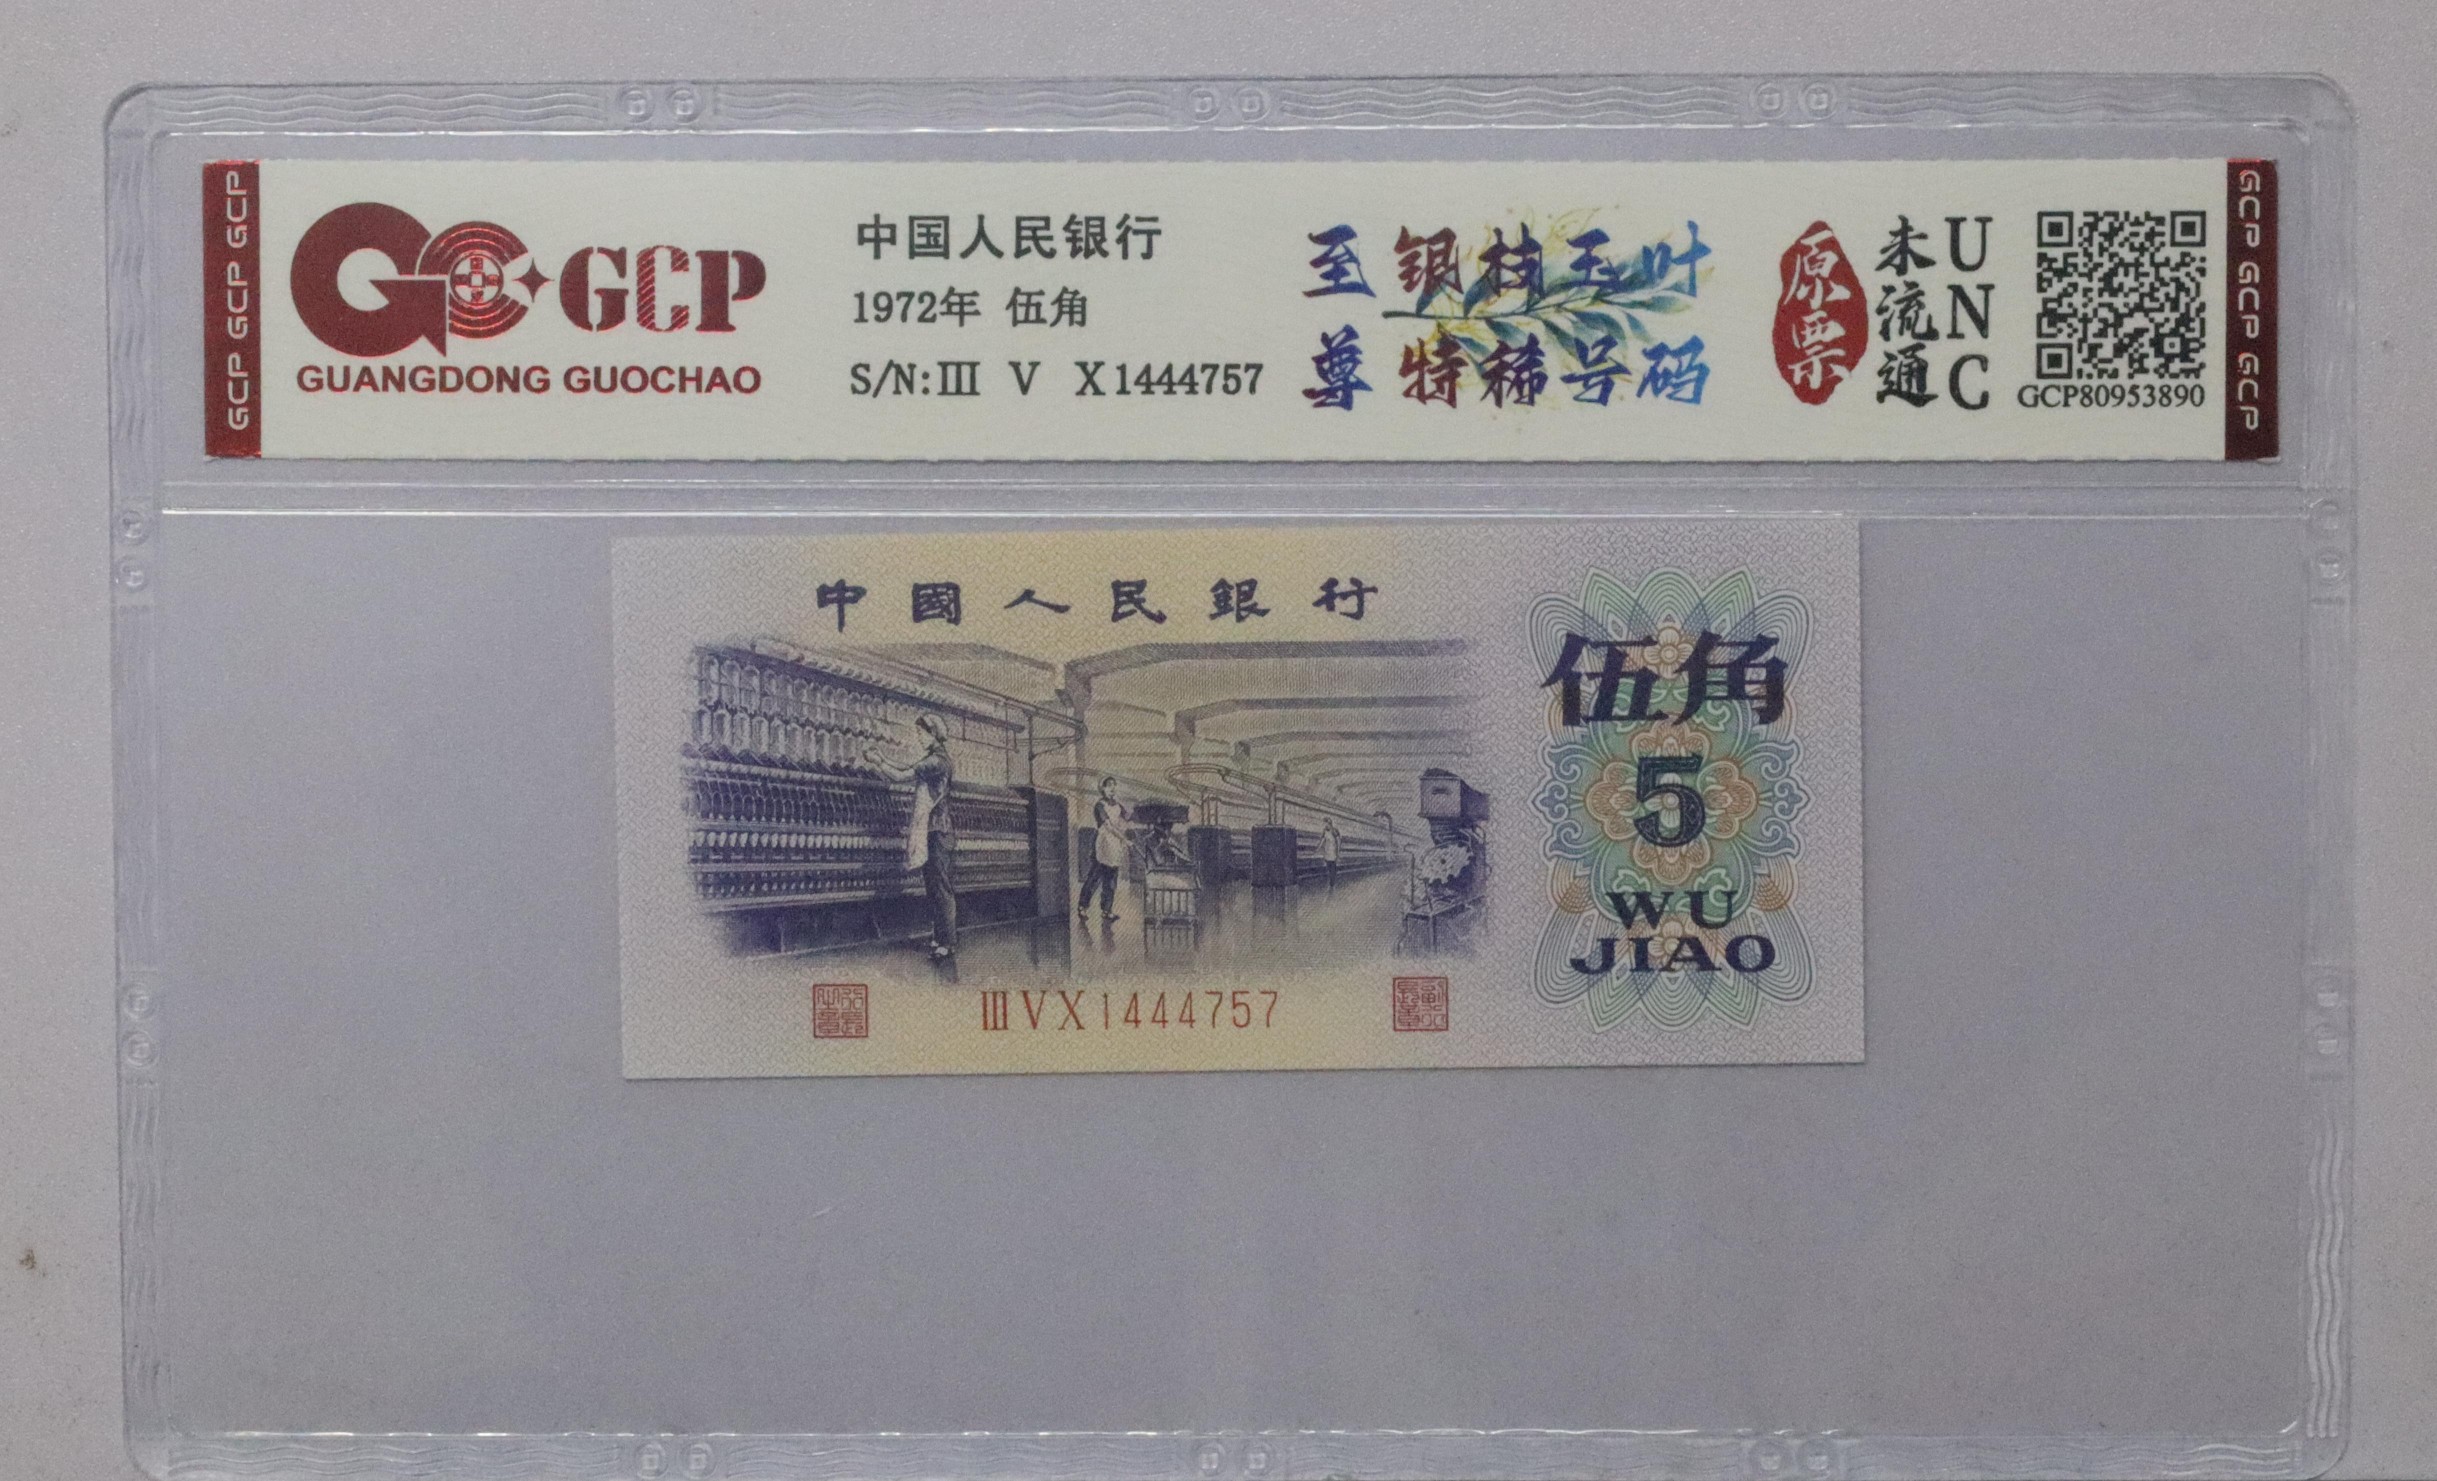 GCP GCP GCP
GCP
GUANGDONG GUOCHAO
中国人民银行
1972年 伍角
S/N:III V X1444757
至尊
银枝玉叶
特稀号码
原票
未流通
UNC
GCP80953890
GCP GCP GCP
中國人民銀行
伍角
5
WU
JIAO
III V X 1444757